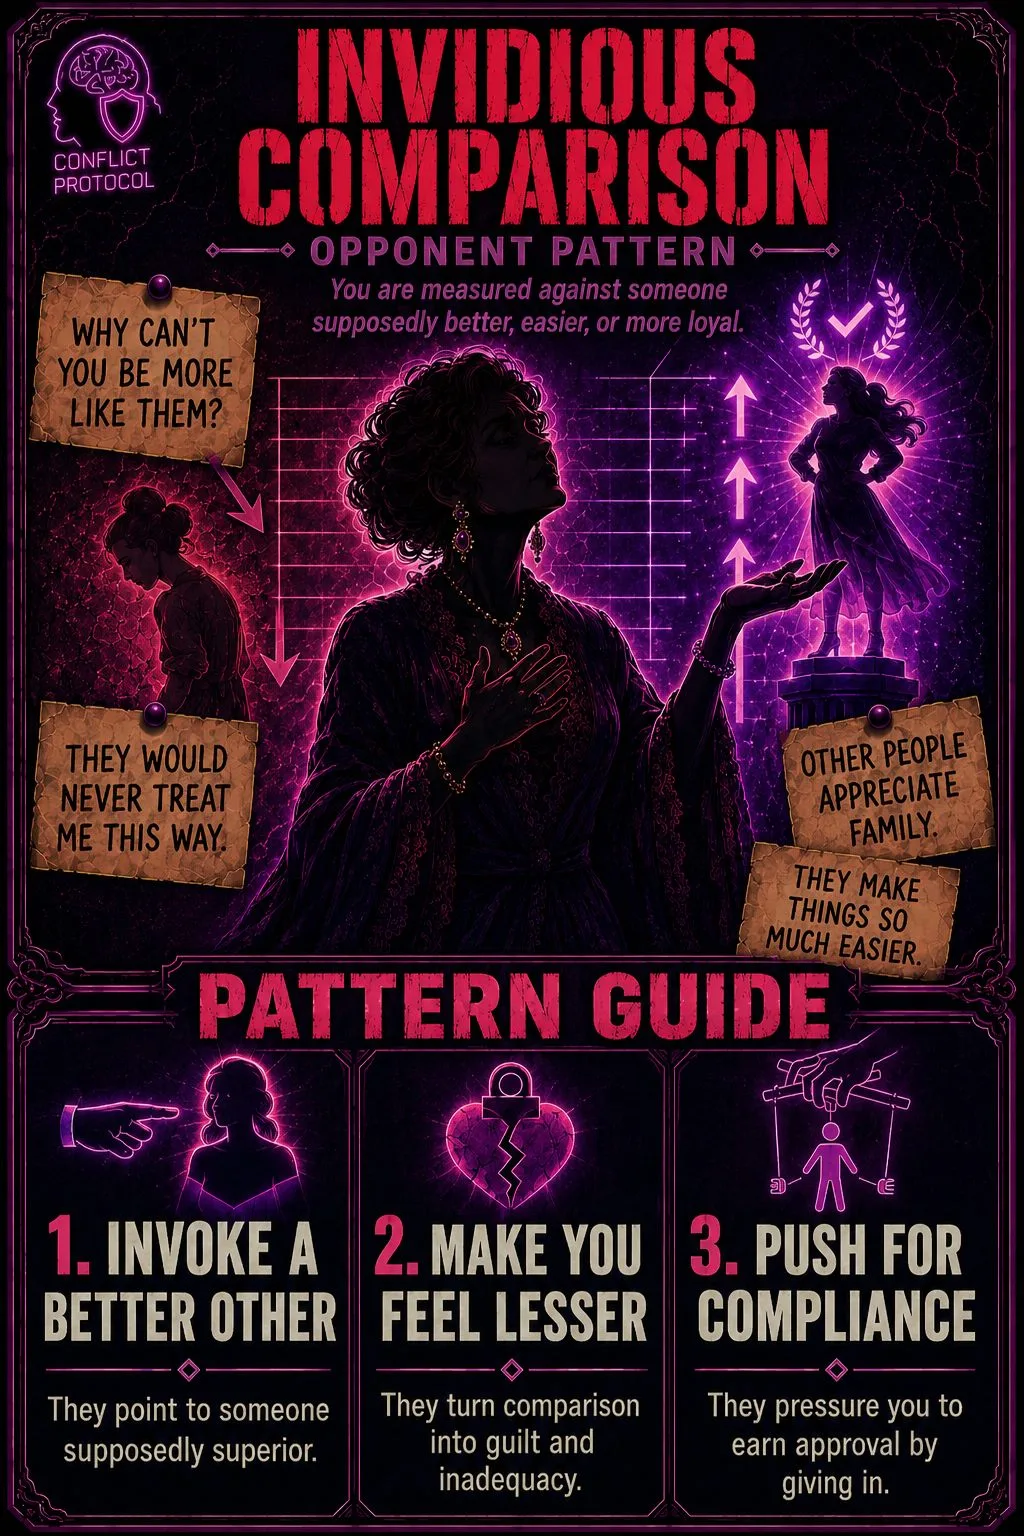 CONFLICT
PROTOCOL
INVIDIOUS
COMPARISON
OPPONENT PATTERN
You are measured against someone
supposedly better, easier, or more loyal.
WHY CAN'T
YOU BE MORE
LIKE THEM?
THEY WOULD
NEVER TREAT
ME THIS WAY.
OTHER PEOPLE
APPRECIATE
FAMILY.
THEY MAKE
THINGS SO
MUCH EASIER.
PATTERN GUIDE
1. INVOKE A
BETTER OTHER
They point to someone
supposedly superior.
2. MAKE YOU
FEEL LESSER
They turn comparison
into guilt and
inadequacy.
3. PUSH FOR
COMPLIANCE
They pressure you to
earn approval by
giving in.